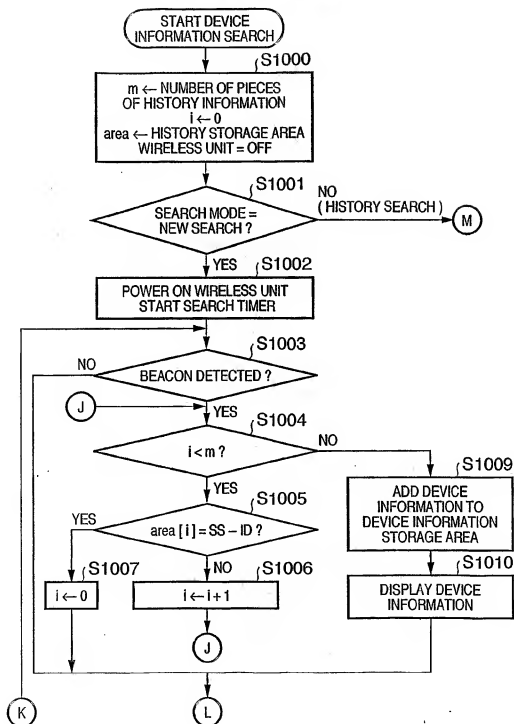 START DEVICE
INFORMATION SEARCH
S1000
m ← NUMBER OF PIECES
OF HISTORY INFORMATION
i ← 0
area ← HISTORY STORAGE AREA
WIRELESS UNIT = OFF
S1001
SEARCH MODE =
NEW SEARCH ?
NO
( HISTORY SEARCH )
M
YES
S1002
POWER ON WIRELESS UNIT
START SEARCH TIMER
S1003
NO
BEACON DETECTED ?
J
YES
S1004
i < m ?
NO
YES
S1005
YES
area [ i ] = SS – ID ?
S1009
ADD DEVICE
INFORMATION TO
DEVICE INFORMATION
STORAGE AREA
S1007
i ← 0
NO
S1006
i ← i + 1
S1010
DISPLAY DEVICE
INFORMATION
J
K
L